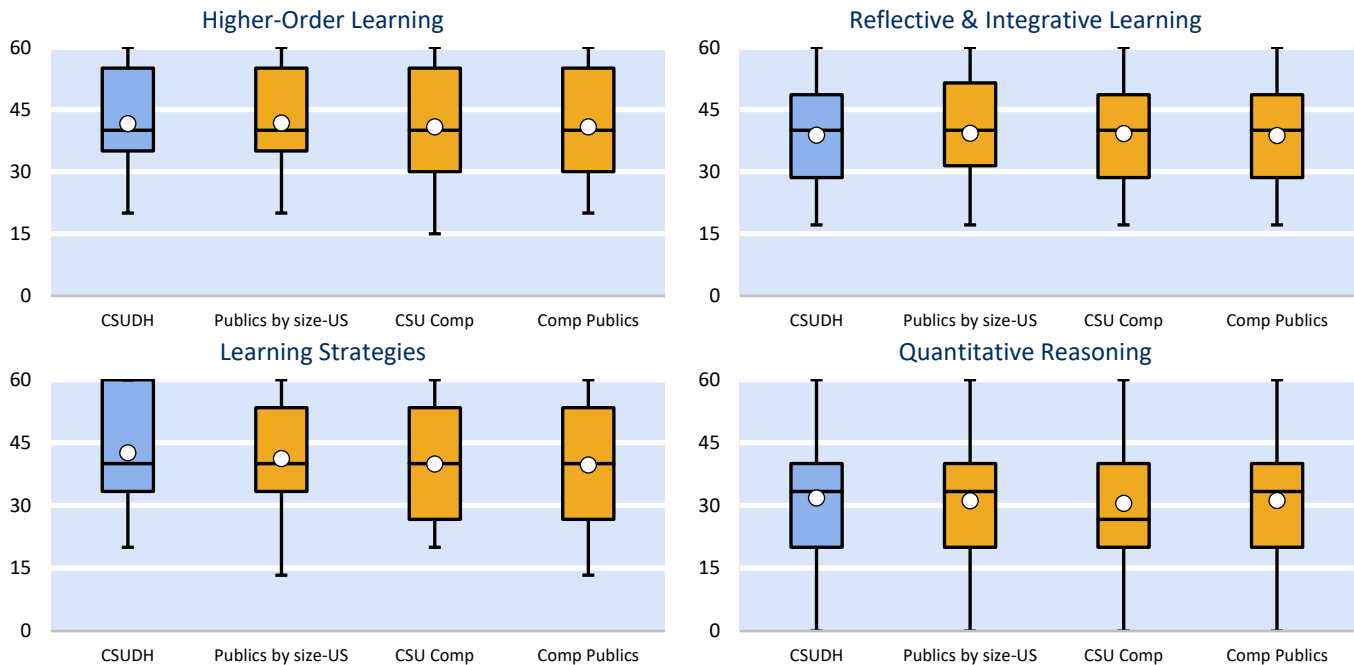 Higher-Order Learning
60
45
30
15
0
CSUDH Publics by size-US CSU Comp Comp Publics
Reflective & Integrative Learning
60
45
30
15
0
CSUDH Publics by size-US CSU Comp Comp Publics
Learning Strategies
60
45
30
15
0
CSUDH Publics by size-US CSU Comp Comp Publics
Quantitative Reasoning
60
45
30
15
0
CSUDH Publics by size-US CSU Comp Comp Publics